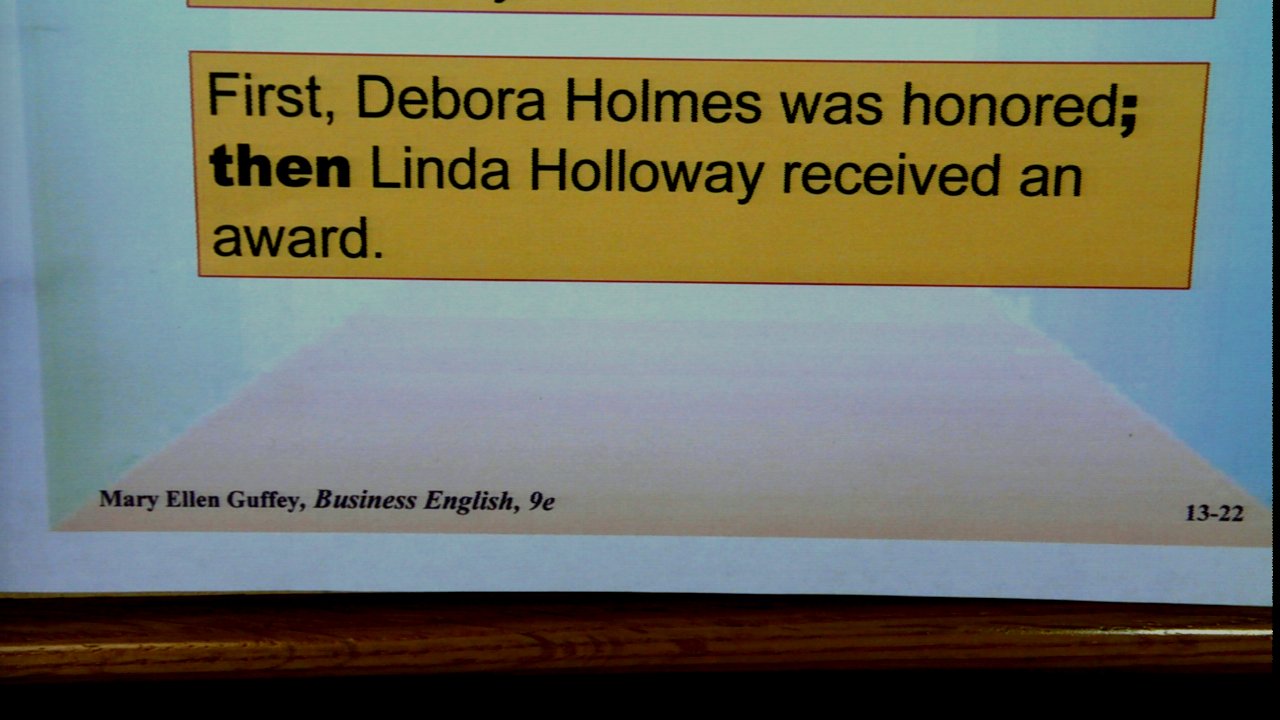 First, Debora Holmes was honored;
then Linda Holloway received an
award.
Mary Ellen Guffey, Business English, 9e
13-22